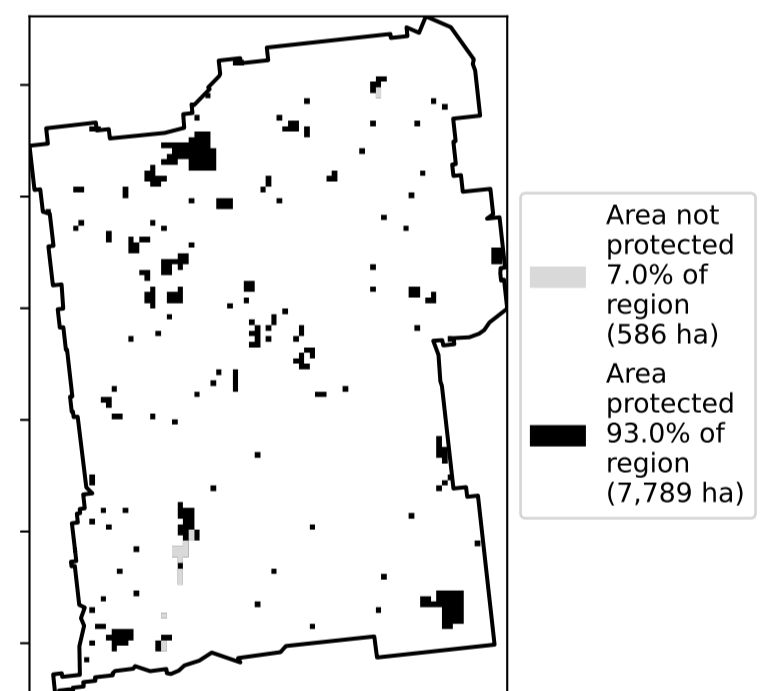 Area not
protected
7.0% of
region
(586 ha)
Area
protected
93.0% of
region
(7,789 ha)